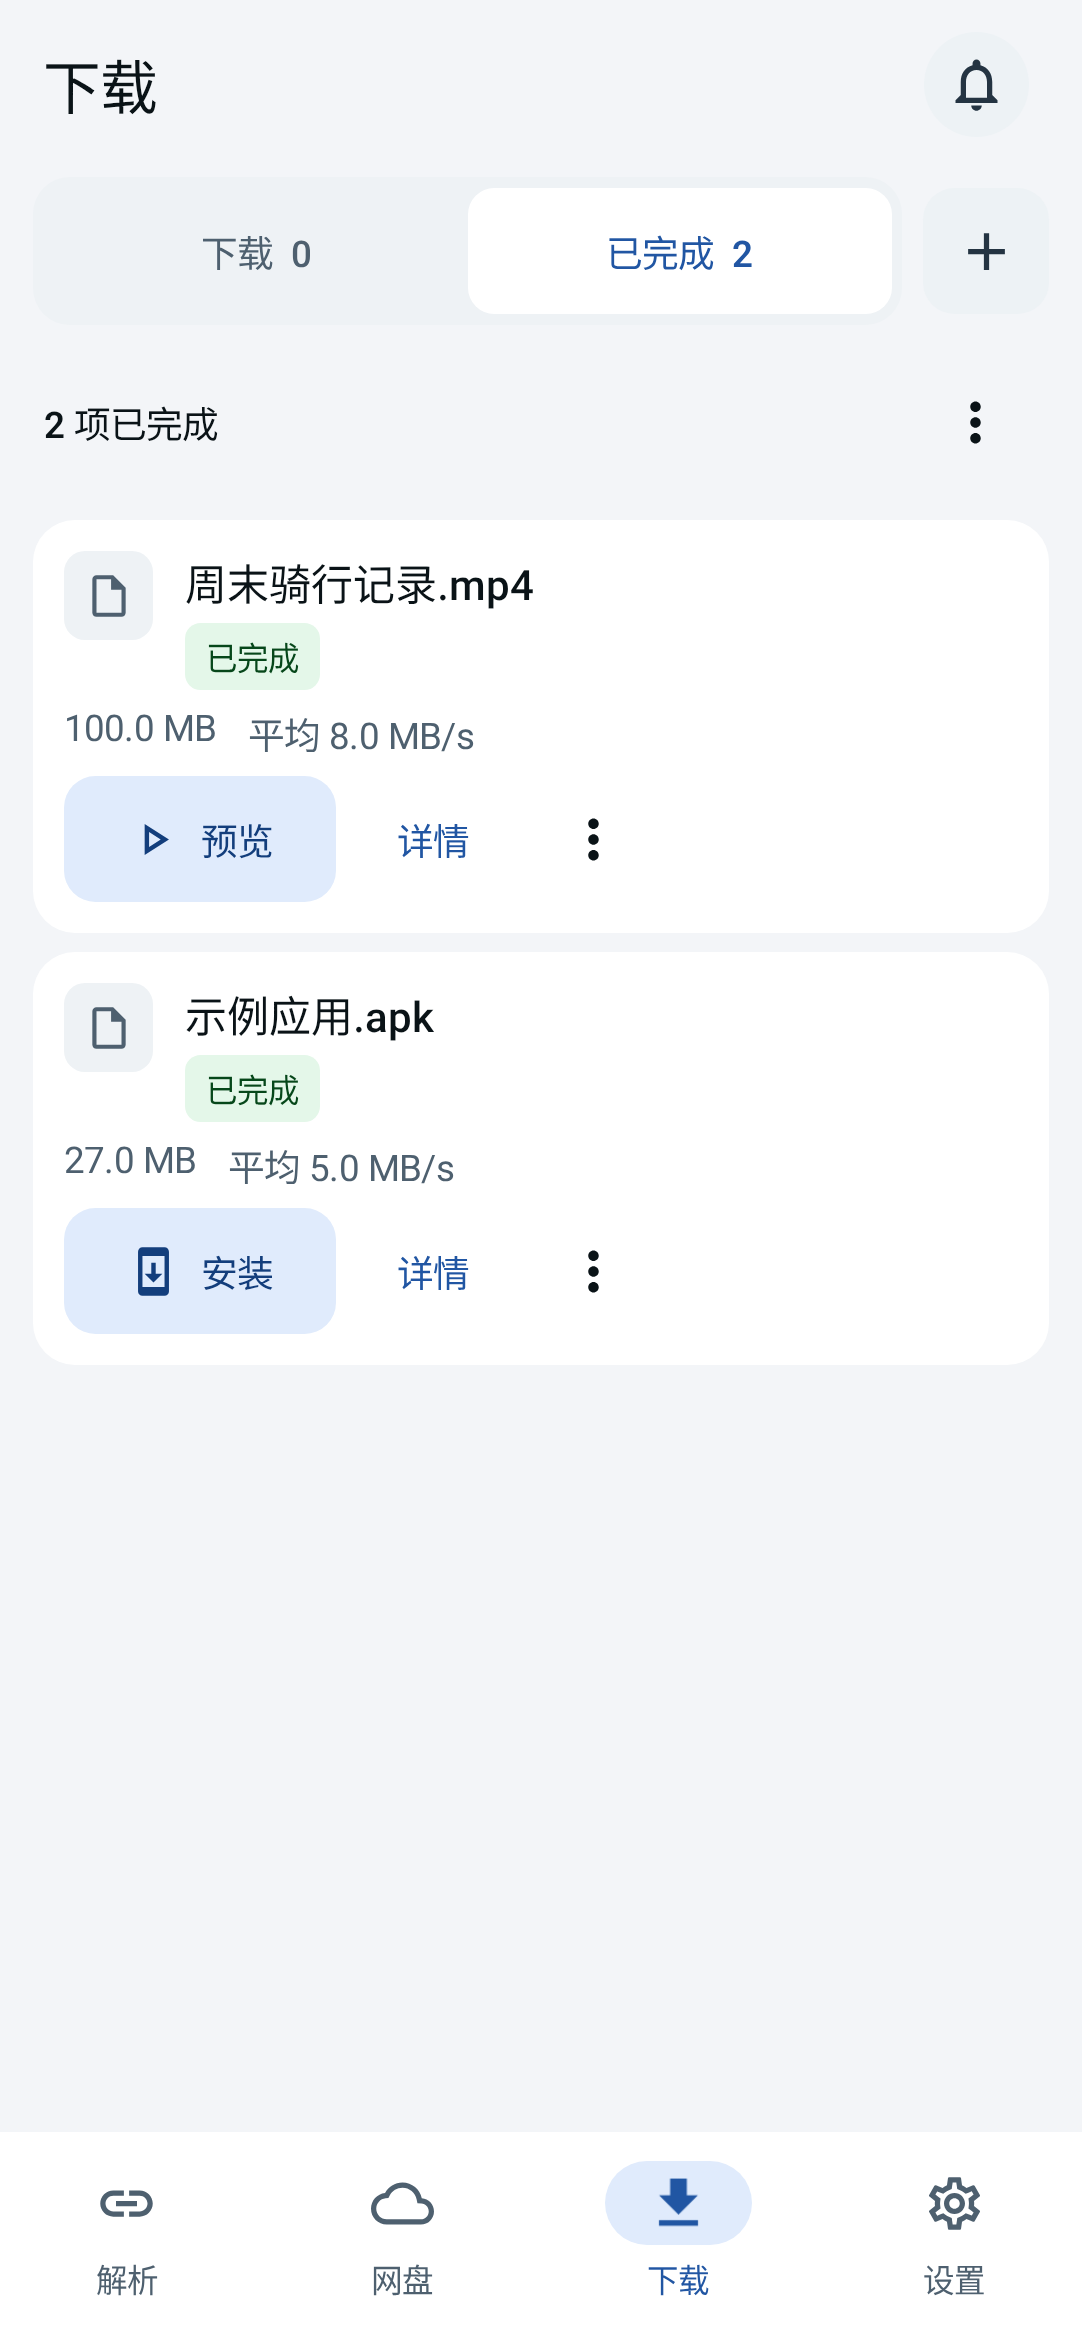 下载
下载 0
已完成 2
2 项已完成
周末骑行记录.mp4
已完成
100.0 MB 平均 8.0 MB/s
预览 详情
示例应用.apk
已完成
27.0 MB 平均 5.0 MB/s
安装 详情
解析 网盘 下载 设置